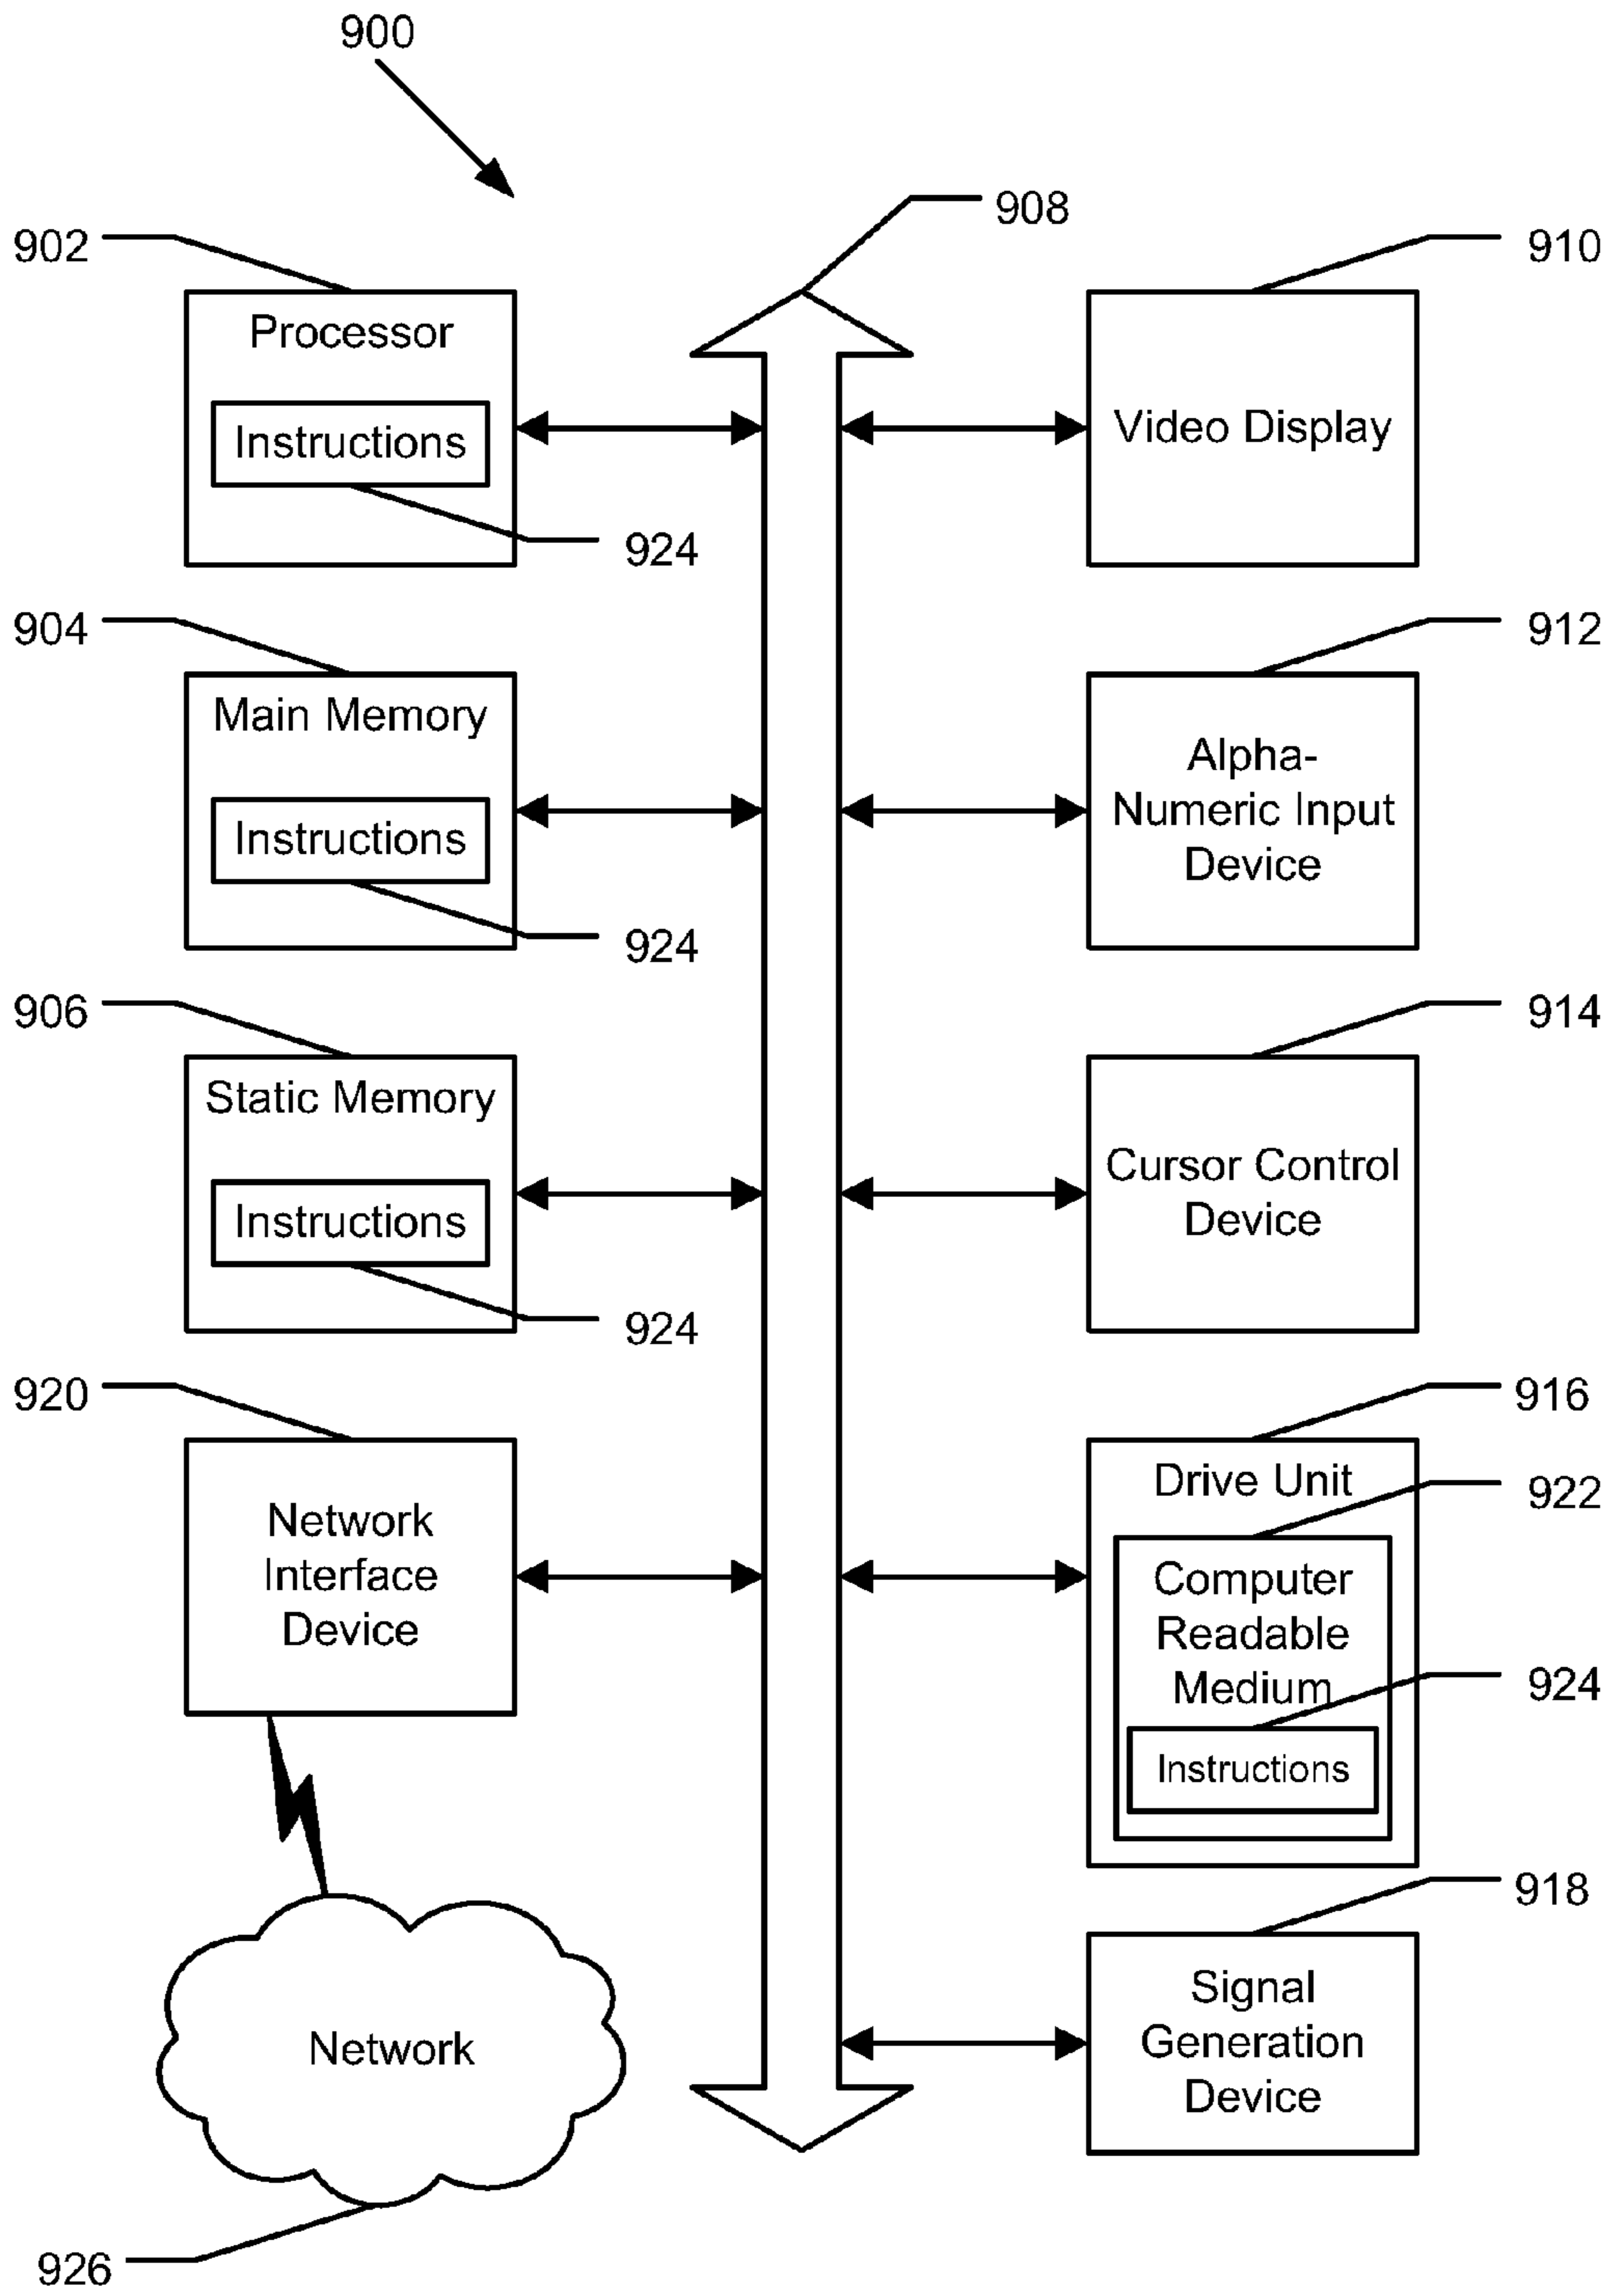 900
908
902
910
Processor
Instructions
924
Video Display
904
912
Main Memory
Instructions
924
Alpha-
Numeric Input
Device
906
914
Static Memory
Instructions
924
Cursor Control
Device
920
916
Network
Interface
Device
Drive Unit
922
Computer
Readable
Medium
924
Instructions
918
Signal
Generation
Device
Network
926